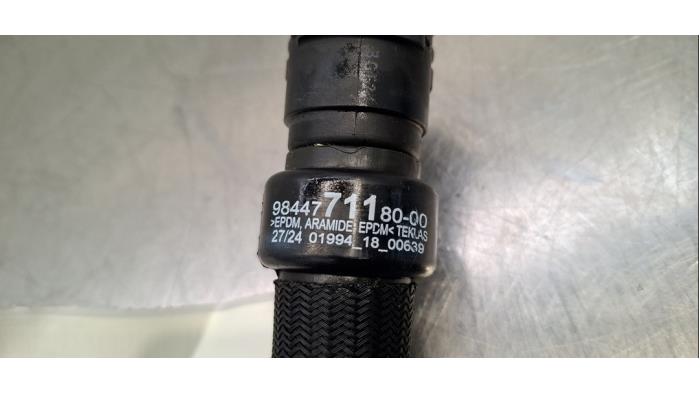 9844771180-00
>EPDM, ARAMIDE, EPDM< TEKLAS
27/24 01994_18_00639